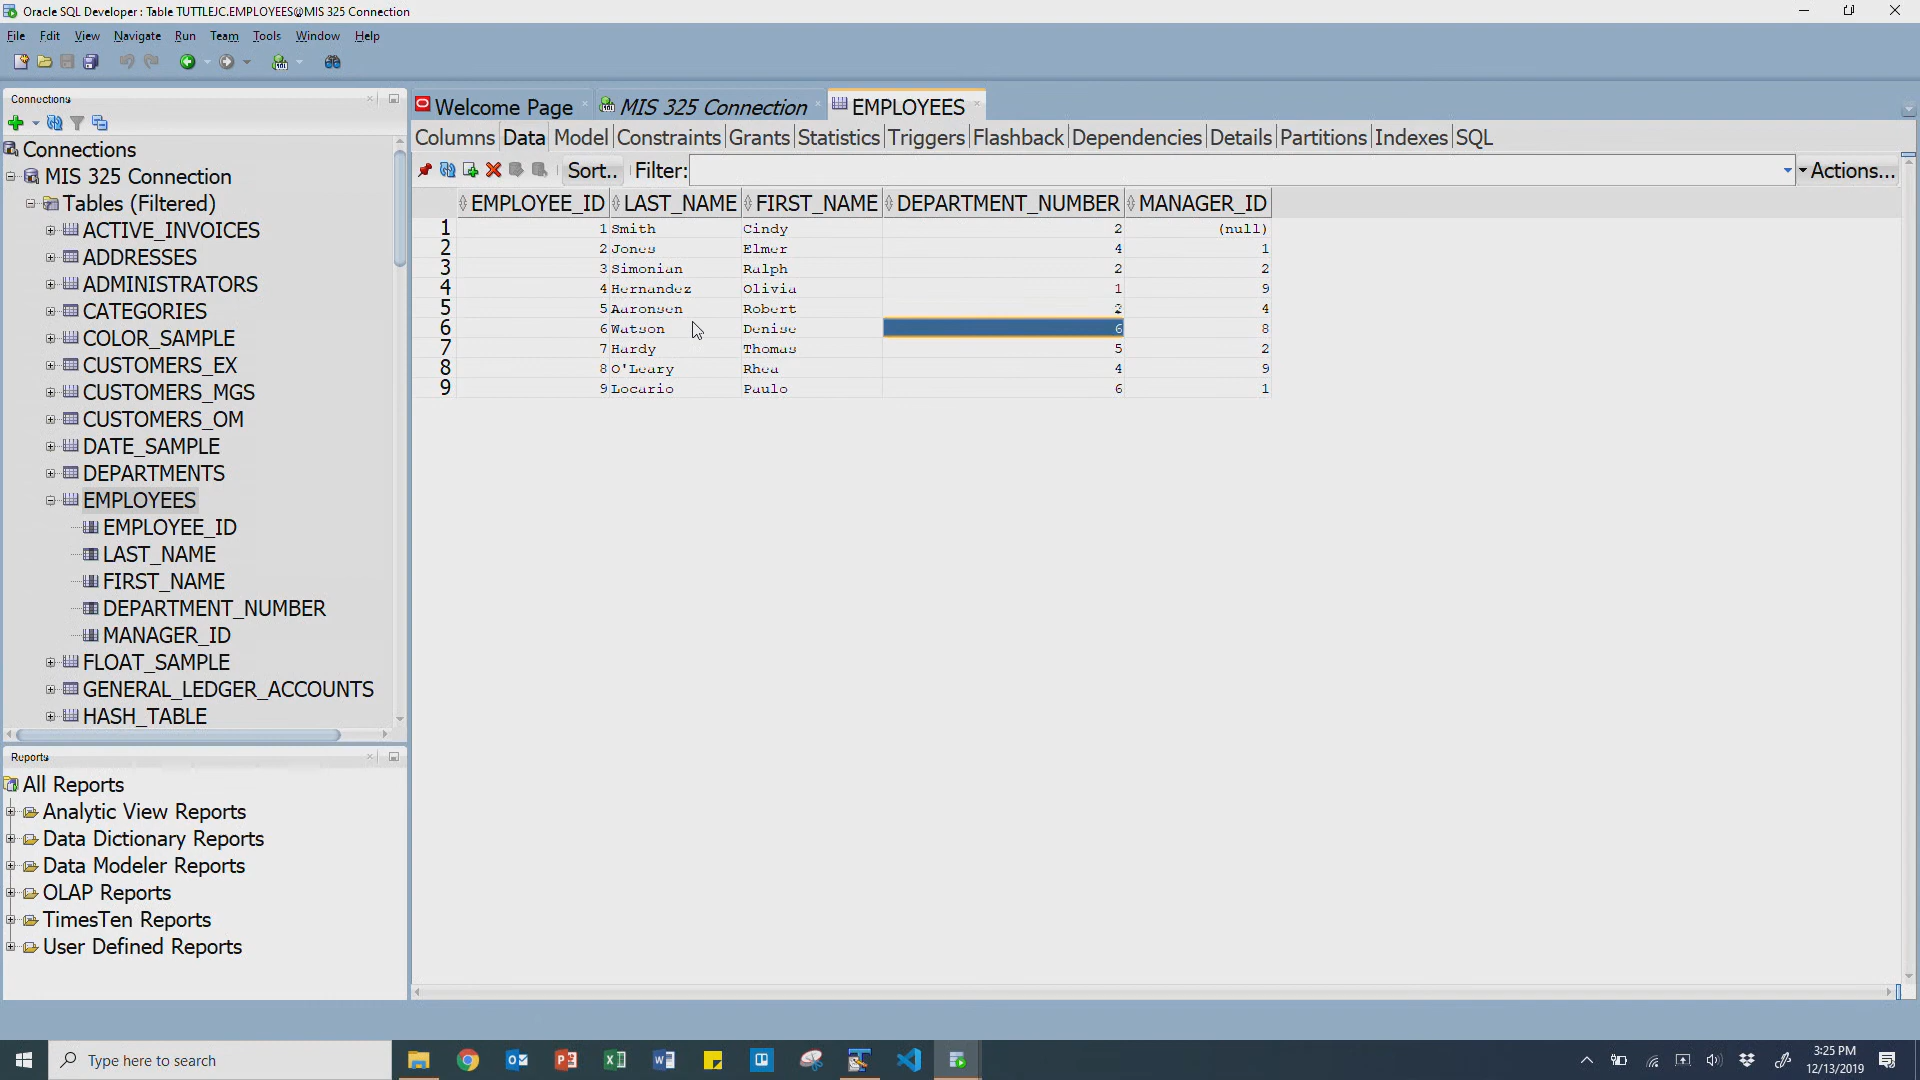 Oracle SQL Developer : Table TUTTLEJC.EMPLOYEES@MIS 325 Connection
File Edit View Navigate Run Team Tools Window Help
Connections
Connections
MIS 325 Connection
Tables (Filtered)
ACTIVE_INVOICES
ADDRESSES
ADMINISTRATORS
CATEGORIES
COLOR_SAMPLE
CUSTOMERS_EX
CUSTOMERS_MGS
CUSTOMERS_OM
DATE_SAMPLE
DEPARTMENTS
EMPLOYEES
EMPLOYEE_ID
LAST_NAME
FIRST_NAME
DEPARTMENT_NUMBER
MANAGER_ID
FLOAT_SAMPLE
GENERAL_LEDGER_ACCOUNTS
HASH_TABLE
Reports
All Reports
Analytic View Reports
Data Dictionary Reports
Data Modeler Reports
OLAP Reports
TimesTen Reports
User Defined Reports
Welcome Page MIS 325 Connection EMPLOYEES
Columns Data Model Constraints Grants Statistics Triggers Flashback Dependencies Details Partitions Indexes SQL
Sort.. Filter: Actions...
EMPLOYEE_ID LAST_NAME FIRST_NAME DEPARTMENT_NUMBER MANAGER_ID
1 1 Smith Cindy 2 (null)
2 2 Jones Elmer 4 1
3 3 Simonian Ralph 2 2
4 4 Hernandez Olivia 1 9
5 5 Aaronsen Robert 2 4
6 6 Watson Denise 6 8
7 7 Hardy Thomas 5 2
8 8 O'Leary Rhea 4 9
9 9 Locario Paulo 6 1
Type here to search
3:25 PM
12/13/2019